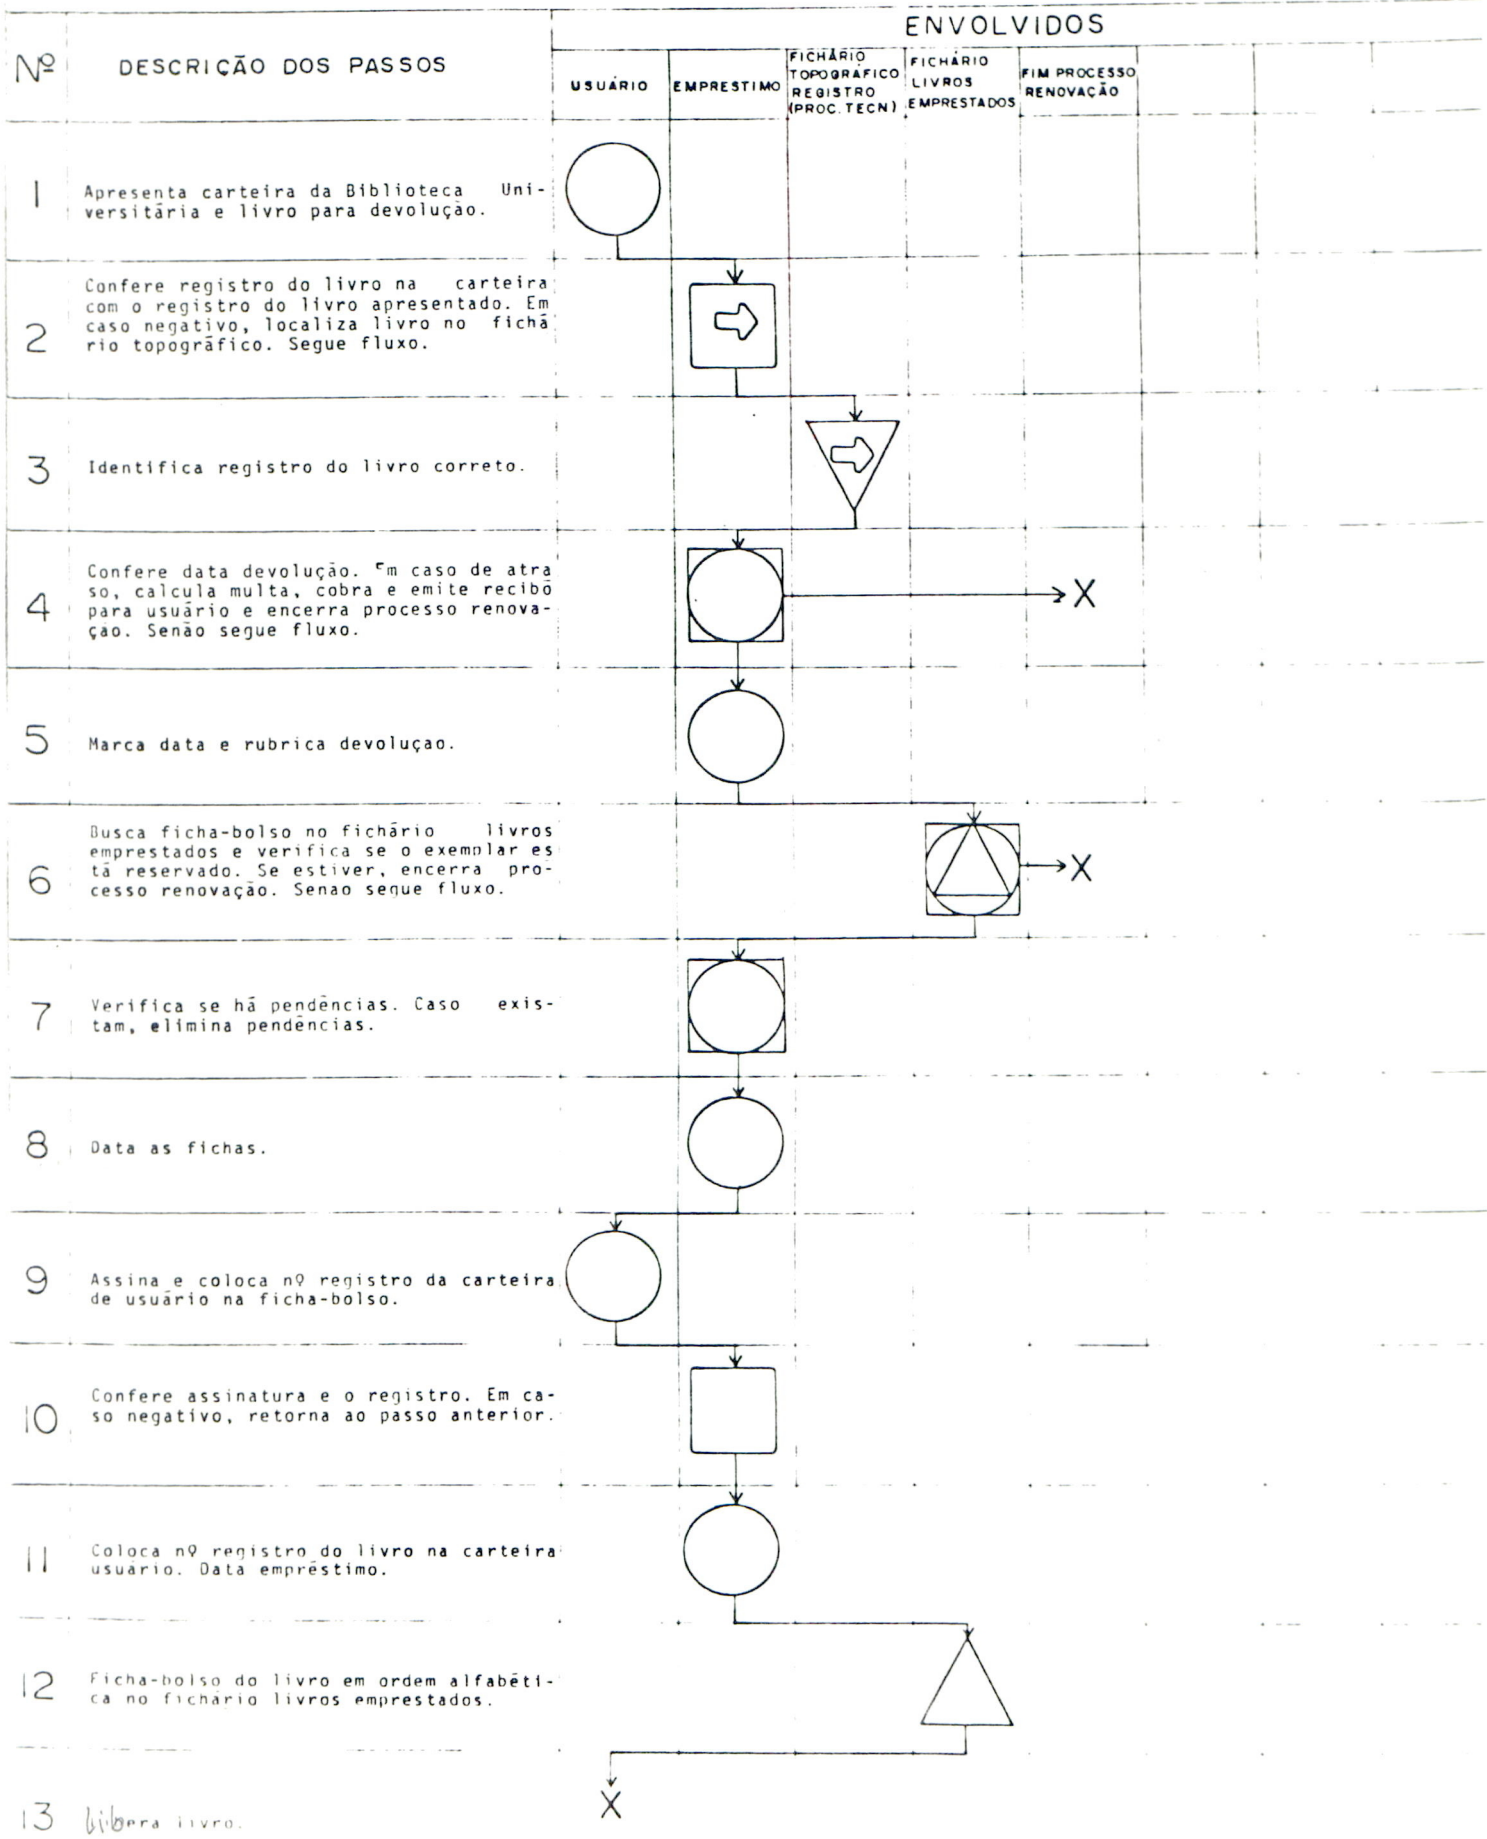 ENVOLVIDOS
Nº
DESCRIÇÃO DOS PASSOS
USUÁRIO
EMPRESTIMO
FICHÁRIO
TOPOGRÁFICO
REGISTRO
(PROC. TECN)
FICHÁRIO
LIVROS
EMPRESTADOS
FIM PROCESSO
RENOVAÇÃO
1
Apresenta carteira da Biblioteca Uni-
versitária e livro para devolução.
2
Confere registro do livro na carteira
com o registro do livro apresentado. Em
caso negativo, localiza livro no fichá
rio topográfico. Segue fluxo.
3
Identifica registro do livro correto.
4
Confere data devolução. Em caso de atra
so, calcula multa, cobra e emite recibo
para usuário e encerra processo renova-
ção. Senão segue fluxo.
X
5
Marca data e rubrica devoluçao.
6
Busca ficha-bolso no fichário livros
emprestados e verifica se o exemplar es
tá reservado. Se estiver, encerra pro-
cesso renovação. Senao segue fluxo.
X
7
Verifica se há pendências. Caso exis-
tam, elimina pendências.
8
Data as fichas.
9
Assina e coloca nº registro da carteira
de usuário na ficha-bolso.
10
Confere assinatura e o registro. Em ca-
so negativo, retorna ao passo anterior.
11
Coloca nº registro do livro na carteira
usuário. Data empréstimo.
12
Ficha-bolso do livro em ordem alfabéti-
ca no fichário livros emprestados.
X
13
Libera livro.